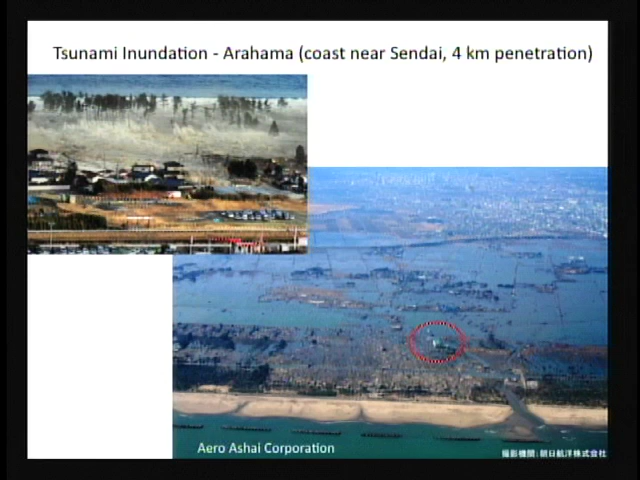 Tsunami Inundation - Arahama (coast near Sendai, 4 km penetration)
Aero Ashai Corporation
撮影機関：朝日航洋株式会社